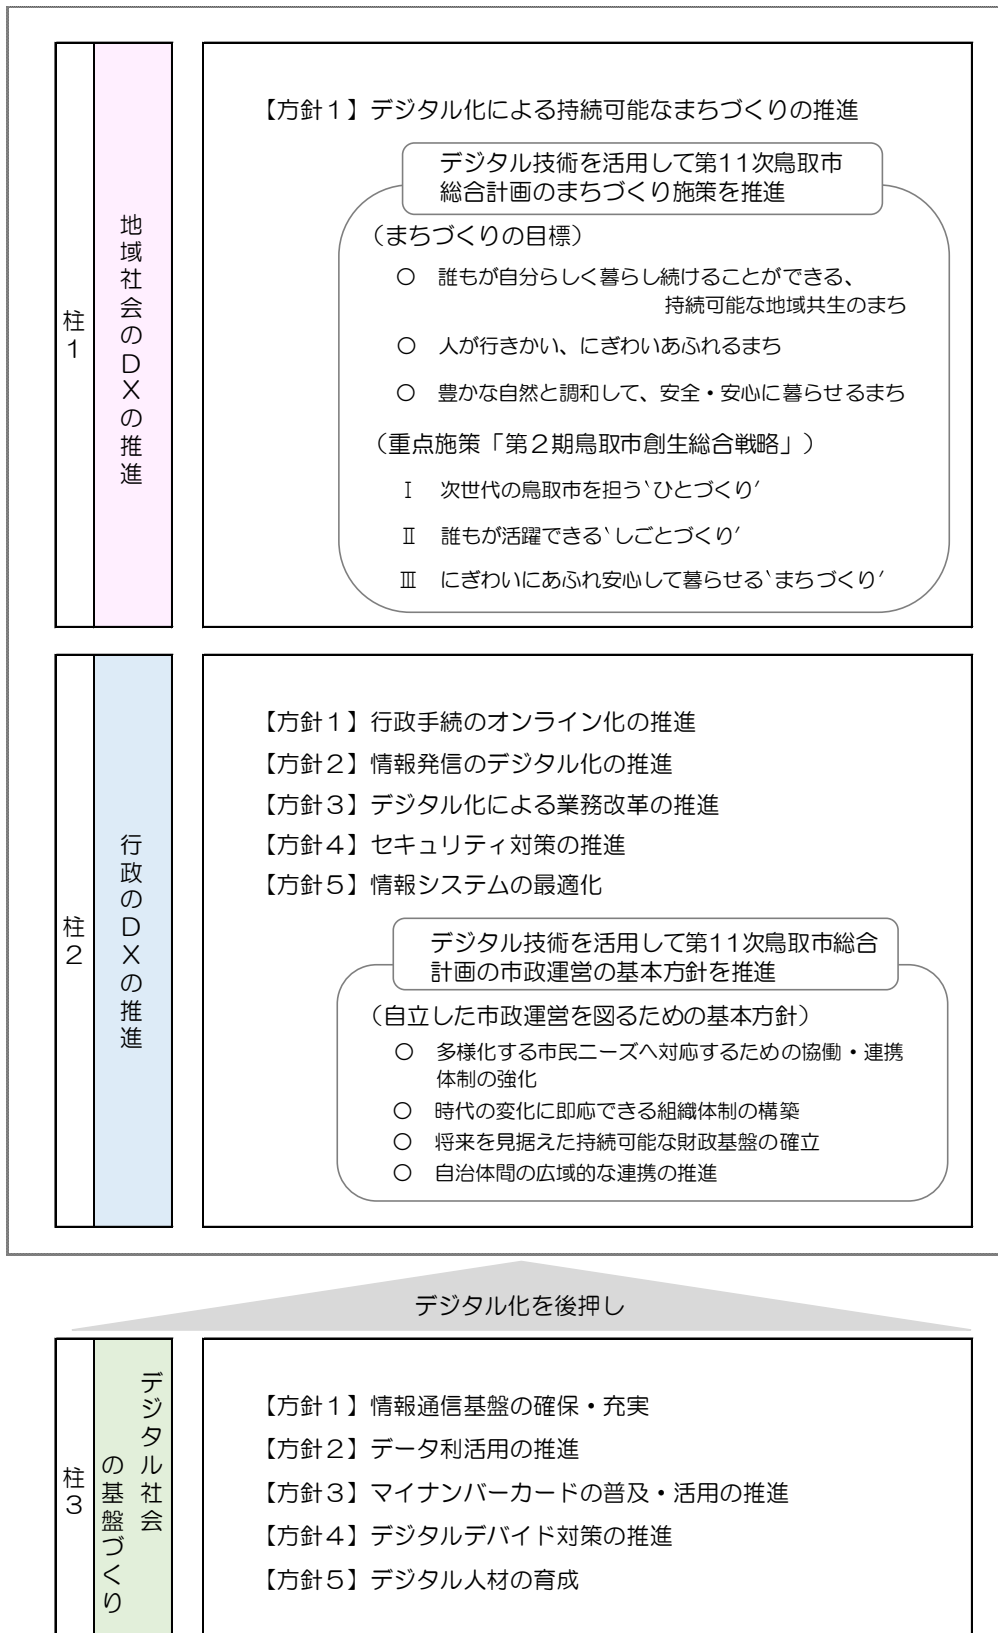 柱1
地域社会のDXの推進
【方針1】デジタル化による持続可能なまちづくりの推進
デジタル技術を活用して第11次鳥取市
総合計画のまちづくり施策を推進
(まちづくりの目標)
○ 誰もが自分らしく暮らし続けることができる、
持続可能な地域共生のまち
○ 人が行きかい、にぎわいあふれるまち
○ 豊かな自然と調和して、安全・安心に暮らせるまち
(重点施策「第2期鳥取市創生総合戦略」)
Ⅰ 次世代の鳥取市を担う‵ひとづくり′
Ⅱ 誰もが活躍できる‵しごとづくり′
Ⅲ にぎわいにあふれ安心して暮らせる‵まちづくり′
柱2
行政のDXの推進
【方針1】行政手続のオンライン化の推進
【方針2】情報発信のデジタル化の推進
【方針3】デジタル化による業務改革の推進
【方針4】セキュリティ対策の推進
【方針5】情報システムの最適化
デジタル技術を活用して第11次鳥取市総合
計画の市政運営の基本方針を推進
(自立した市政運営を図るための基本方針)
○ 多様化する市民ニーズへ対応するための協働・連携
体制の強化
○ 時代の変化に即応できる組織体制の構築
○ 将来を見据えた持続可能な財政基盤の確立
○ 自治体間の広域的な連携の推進
デジタル化を後押し
柱3
デジタル社会
の基盤づくり
【方針1】情報通信基盤の確保・充実
【方針2】データ利活用の推進
【方針3】マイナンバーカードの普及・活用の推進
【方針4】デジタルデバイド対策の推進
【方針5】デジタル人材の育成